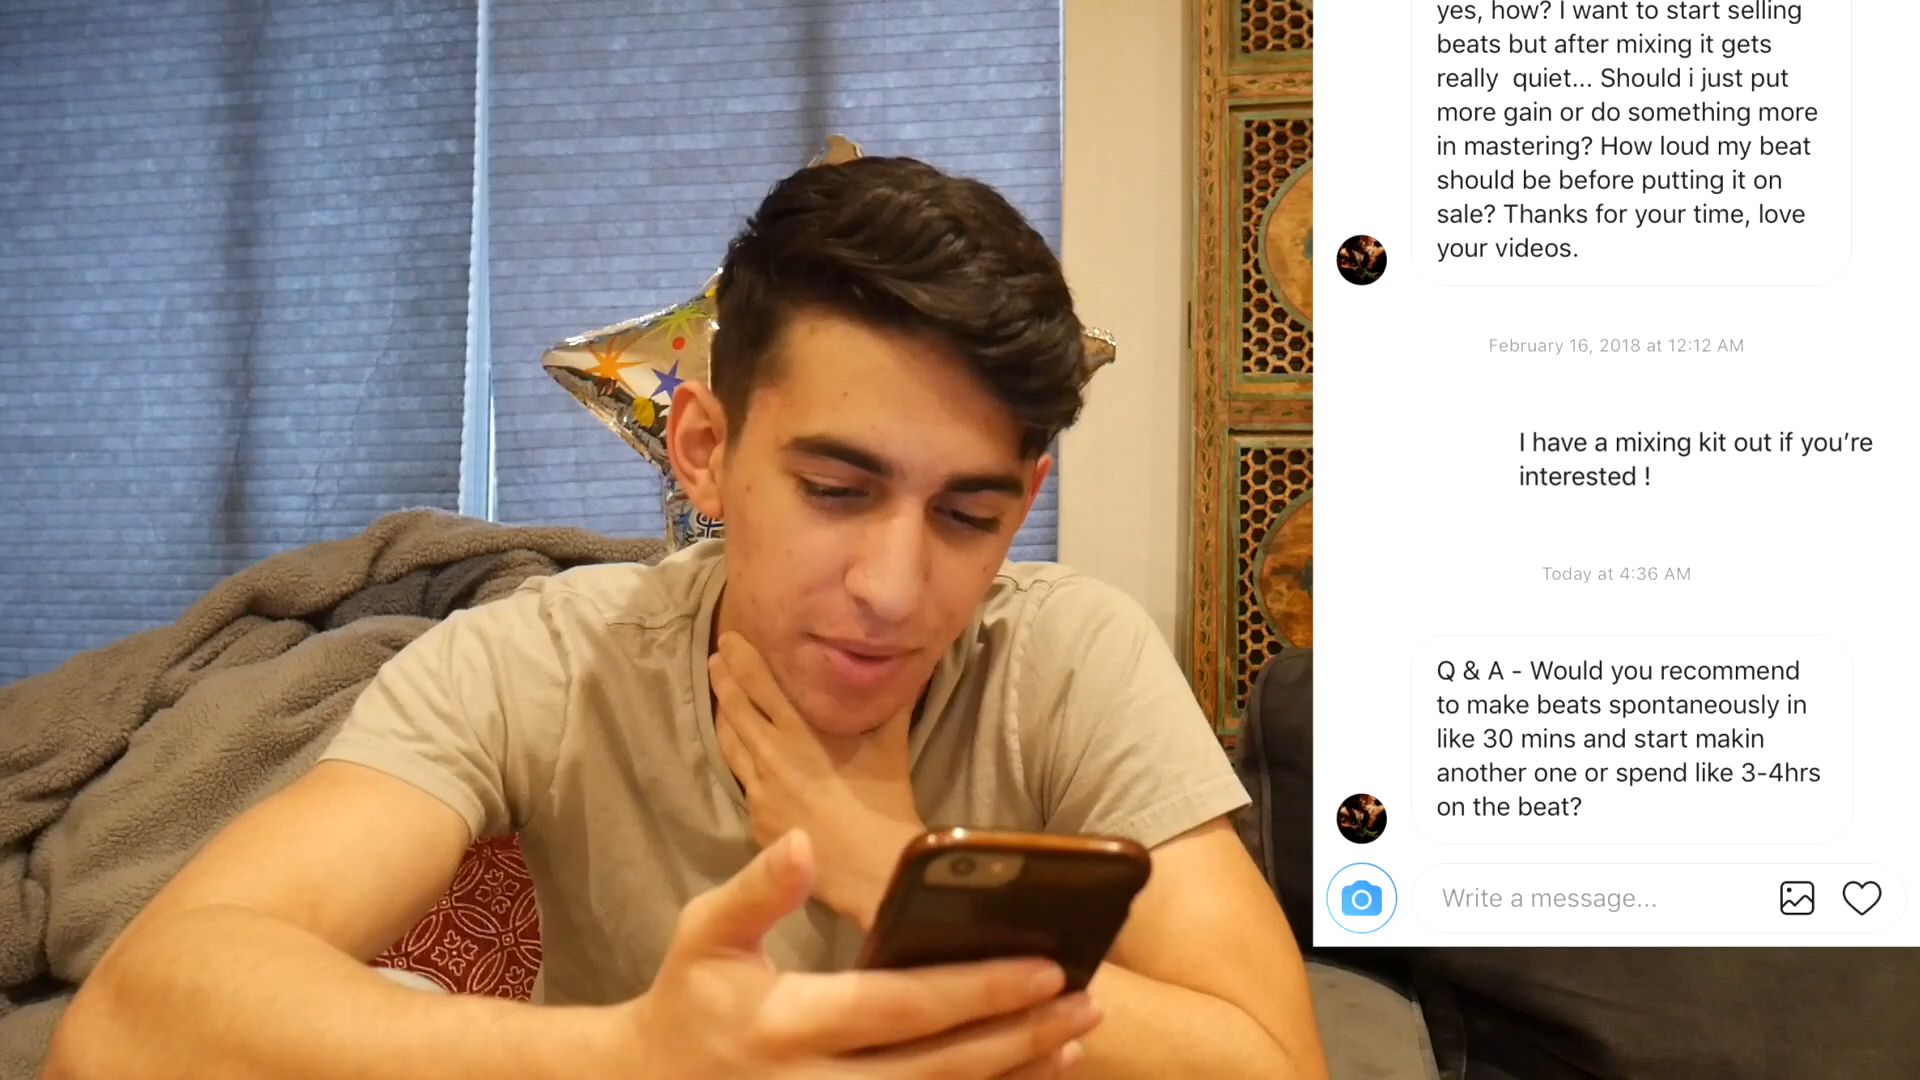 yes, how? I want to start selling
beats but after mixing it gets
really  quiet... Should i just put
more gain or do something more
in mastering? How loud my beat
should be before putting it on
sale? Thanks for your time, love
your videos.
February 16, 2018 at 12:12 AM
I have a mixing kit out if you’re
interested !
Today at 4:36 AM
Q & A - Would you recommend
to make beats spontaneously in
like 30 mins and start makin
another one or spend like 3-4hrs
on the beat?
Write a message...